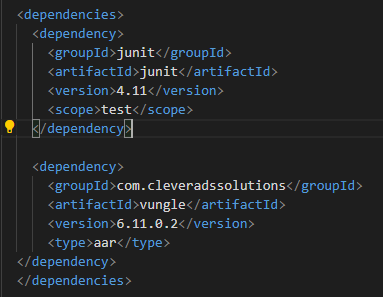 <dependencies>
<dependency>
<groupId>junit</groupId>
<artifactId>junit</artifactId>
<version>4.11</version>
<scope>test</scope>
</dependency>
<dependency>
<groupId>com.cleveradssolutions</groupId>
<artifactId>vungle</artifactId>
<version>6.11.0.2</version>
<type>aar</type>
</dependency>
</dependencies>